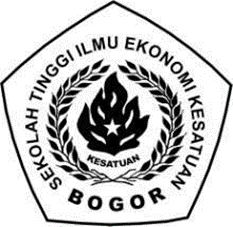 SEKOLAH TINGGI ILMU EKONOMI KESATUAN
KESATUAN
BOGOR